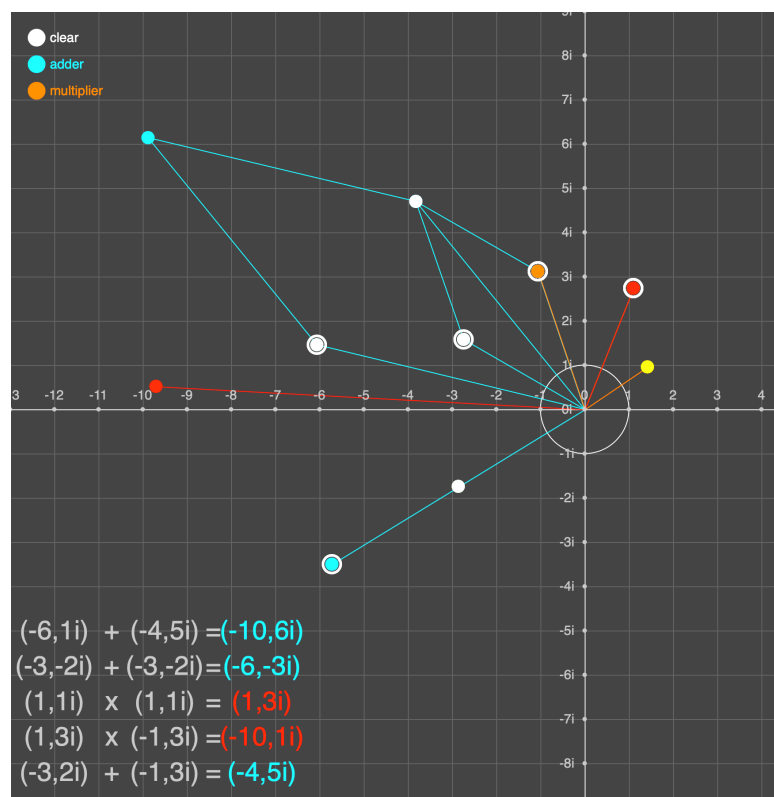 clear
adder
multiplier
9i
8i
7i
6i
5i
4i
3i
2i
1i
3 -12 -11 -10 -9 -8 -7 -6 -5 -4 -3 -2 -1 0 1 2 3 4
0i
-1i
-2i
-3i
-4i
-5i
-6i
-7i
-8i
(-6,1i) + (-4,5i) =(-10,6i)
(-3,-2i) + (-3,-2i)=(-6,-3i)
(1,1i) x (1,1i) = (1,3i)
(1,3i) x (-1,3i) =(-10,1i)
(-3,2i) + (-1,3i) = (-4,5i)